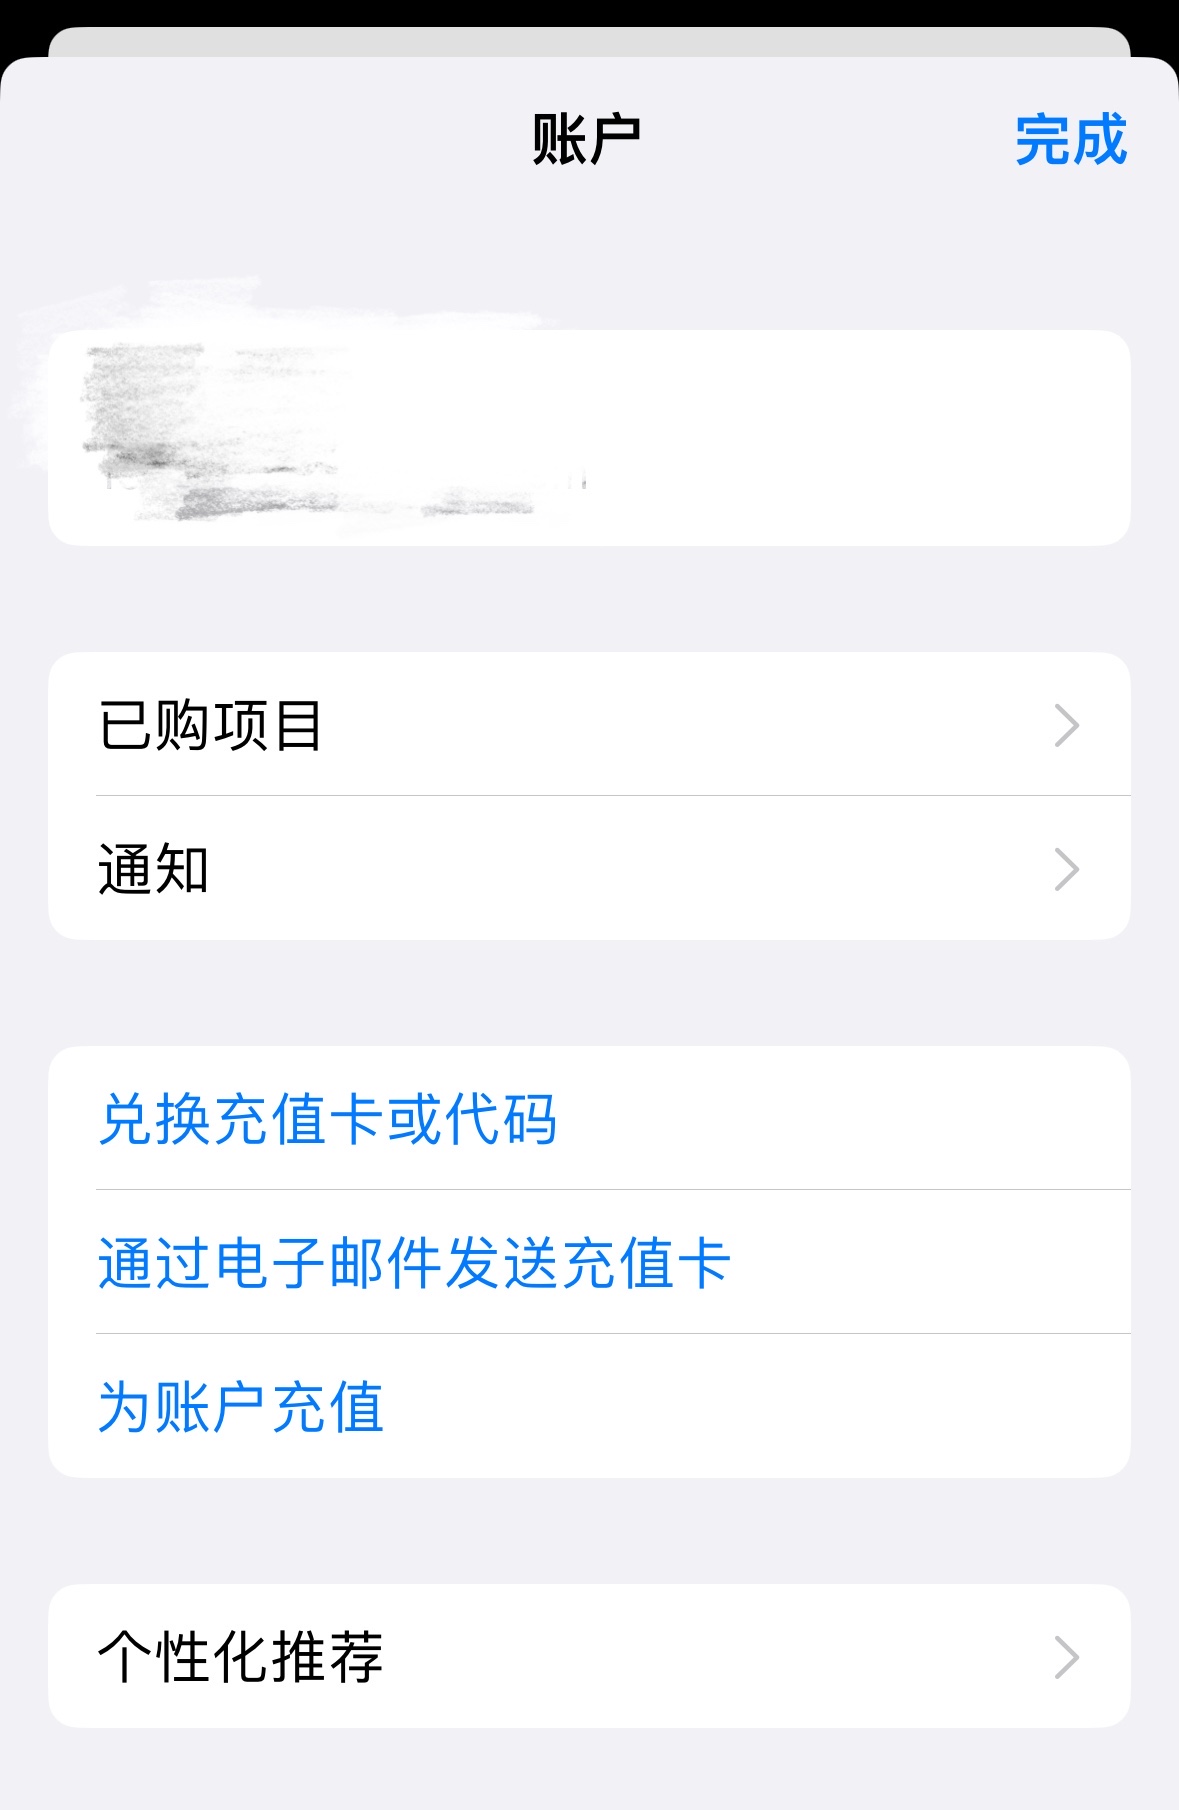 账户
完成
已购项目
通知
兑换充值卡或代码
通过电子邮件发送充值卡
为账户充值
个性化推荐